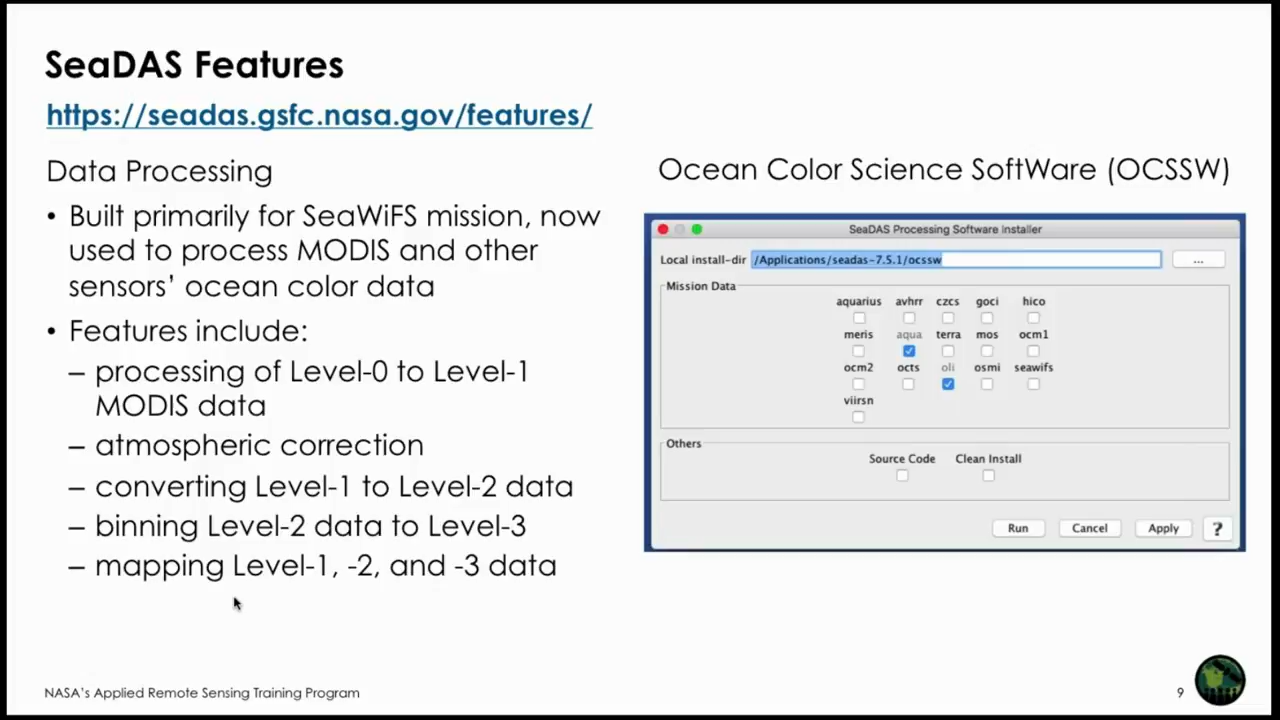 SeaDAS Features
https://seadas.gsfc.nasa.gov/features/
Data Processing
• Built primarily for SeaWiFS mission, now
used to process MODIS and other
sensors’ ocean color data
• Features include:
– processing of Level-0 to Level-1
MODIS data
– atmospheric correction
– converting Level-1 to Level-2 data
– binning Level-2 data to Level-3
– mapping Level-1, -2, and -3 data
Ocean Color Science SoftWare (OCSSW)
SeaDAS Processing Software Installer
Local install-dir /Applications/seadas-7.5.1/ocssw ...
Mission Data
aquarius avhrr czcs goci hico
meris aqua terra mos ocm1
ocm2 octs oli osmi seawifs
viirsn
Others
Source Code Clean Install
Run Cancel Apply ?
NASA’s Applied Remote Sensing Training Program
9